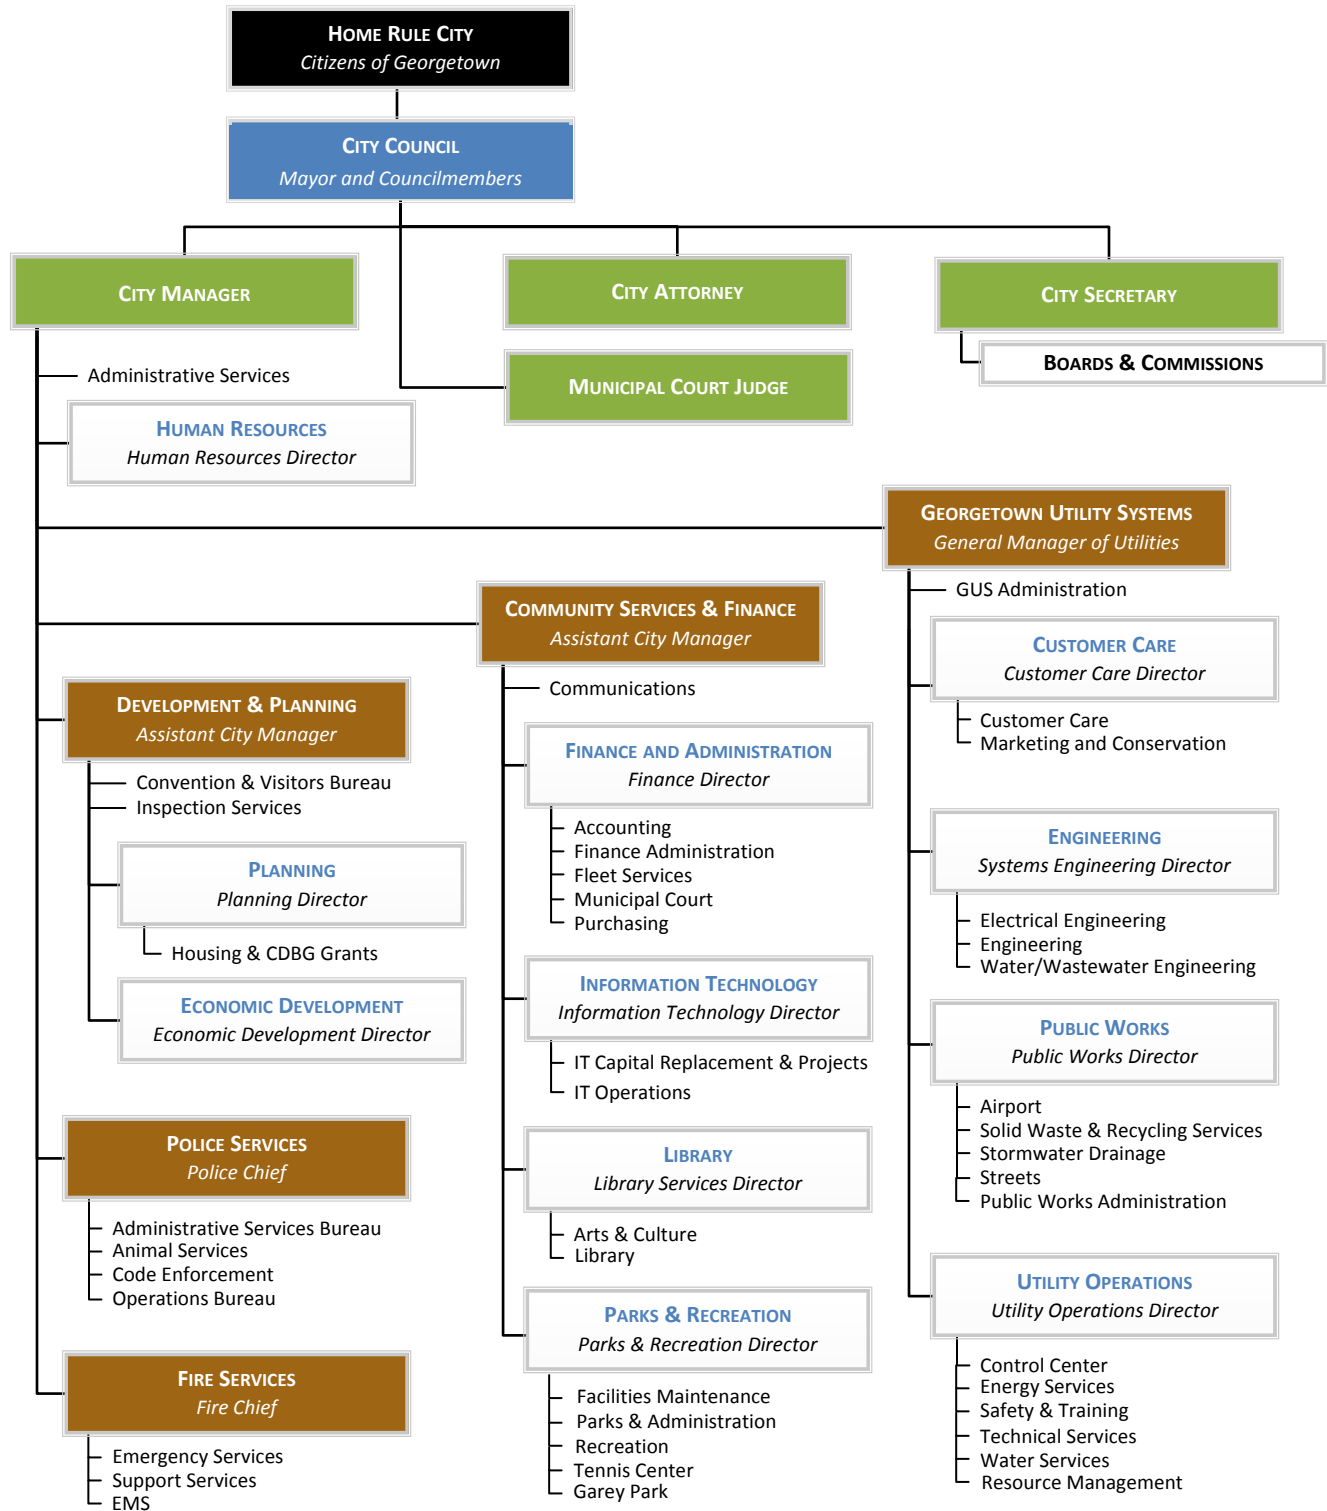 HOME RULE CITY
Citizens of Georgetown
CITY COUNCIL
Mayor and Councilmembers
CITY MANAGER
CITY ATTORNEY
CITY SECRETARY
BOARDS & COMMISSIONS
MUNICIPAL COURT JUDGE
Administrative Services
HUMAN RESOURCES
Human Resources Director
DEVELOPMENT & PLANNING
Assistant City Manager
Convention & Visitors Bureau
Inspection Services
PLANNING
Planning Director
Housing & CDBG Grants
ECONOMIC DEVELOPMENT
Economic Development Director
POLICE SERVICES
Police Chief
Administrative Services Bureau
Animal Services
Code Enforcement
Operations Bureau
FIRE SERVICES
Fire Chief
Emergency Services
Support Services
EMS
COMMUNITY SERVICES & FINANCE
Assistant City Manager
Communications
FINANCE AND ADMINISTRATION
Finance Director
Accounting
Finance Administration
Fleet Services
Municipal Court
Purchasing
INFORMATION TECHNOLOGY
Information Technology Director
IT Capital Replacement & Projects
IT Operations
LIBRARY
Library Services Director
Arts & Culture
Library
PARKS & RECREATION
Parks & Recreation Director
Facilities Maintenance
Parks & Administration
Recreation
Tennis Center
Garey Park
GEORGETOWN UTILITY SYSTEMS
General Manager of Utilities
GUS Administration
CUSTOMER CARE
Customer Care Director
Customer Care
Marketing and Conservation
ENGINEERING
Systems Engineering Director
Electrical Engineering
Engineering
Water/Wastewater Engineering
PUBLIC WORKS
Public Works Director
Airport
Solid Waste & Recycling Services
Stormwater Drainage
Streets
Public Works Administration
UTILITY OPERATIONS
Utility Operations Director
Control Center
Energy Services
Safety & Training
Technical Services
Water Services
Resource Management